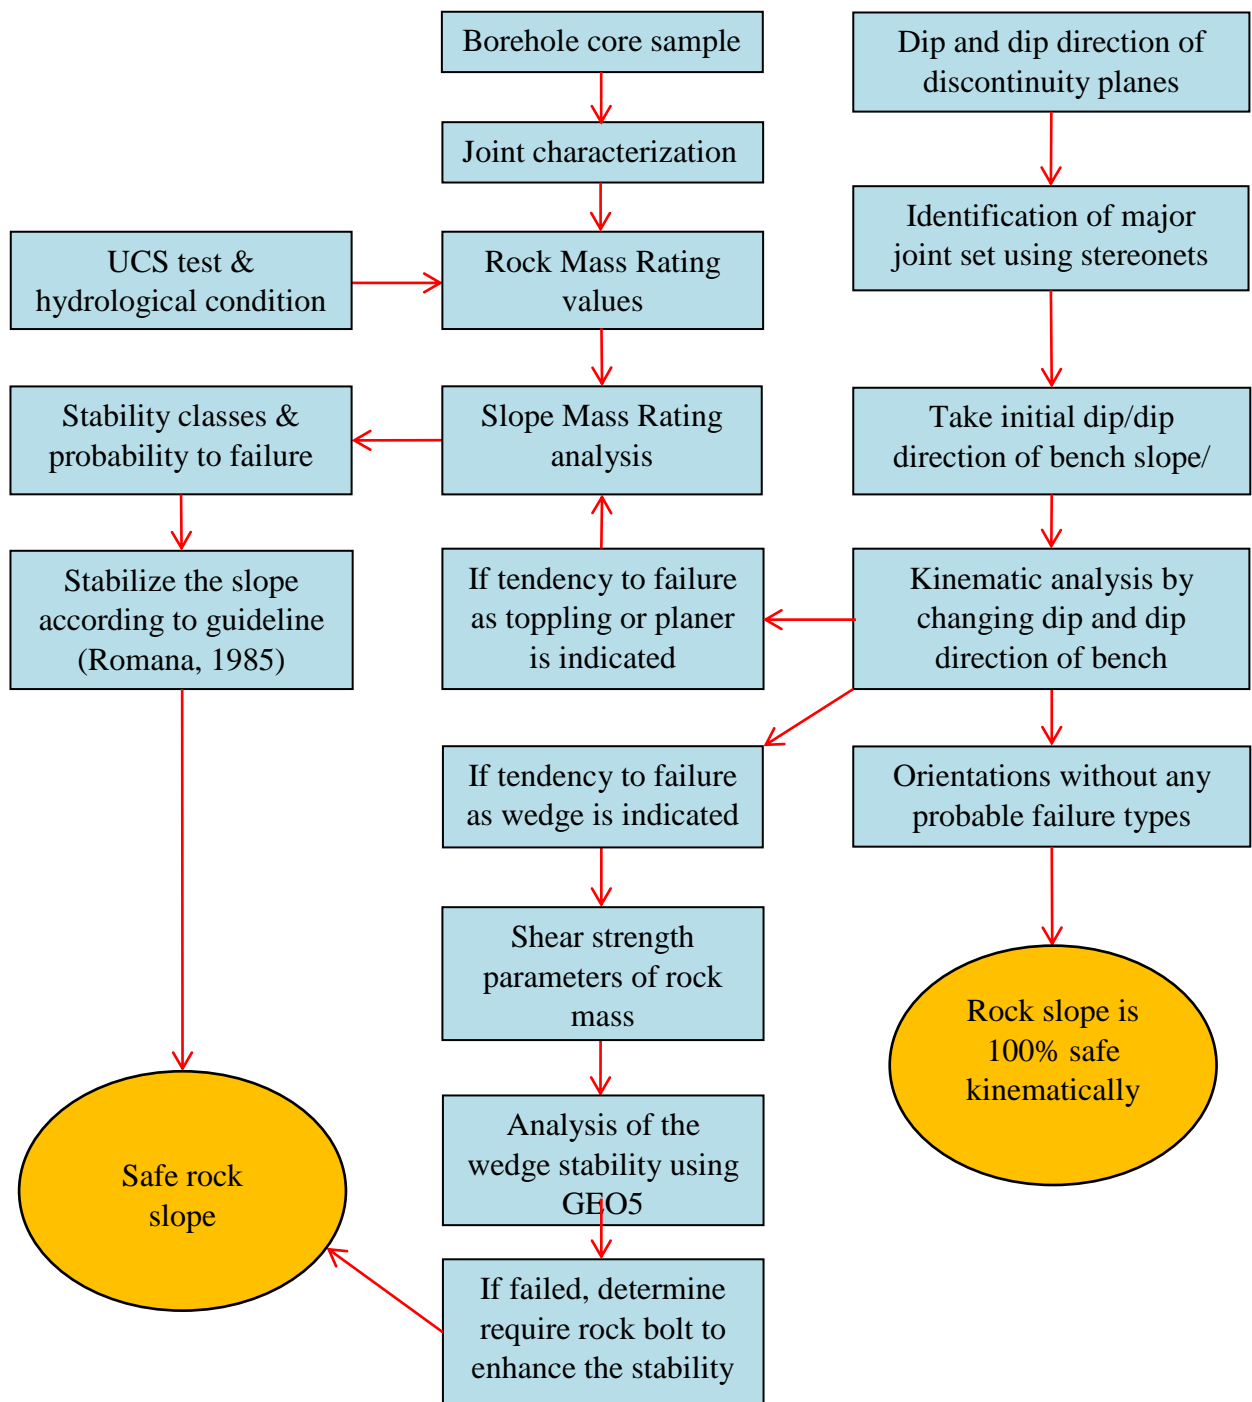 Borehole core sample
Joint characterization
UCS test &
hydrological condition
Rock Mass Rating
values
Stability classes &
probability to failure
Slope Mass Rating
analysis
Stabilize the slope
according to guideline
(Romana, 1985)
If tendency to failure
as toppling or planer
is indicated
If tendency to failure
as wedge is indicated
Shear strength
parameters of rock
mass
Analysis of the
wedge stability using
GEO5
If failed, determine
require rock bolt to
enhance the stability
Safe rock
slope
Dip and dip direction of
discontinuity planes
Identification of major
joint set using stereonets
Take initial dip/dip
direction of bench slope/
Kinematic analysis by
changing dip and dip
direction of bench
Orientations without any
probable failure types
Rock slope is
100% safe
kinematically